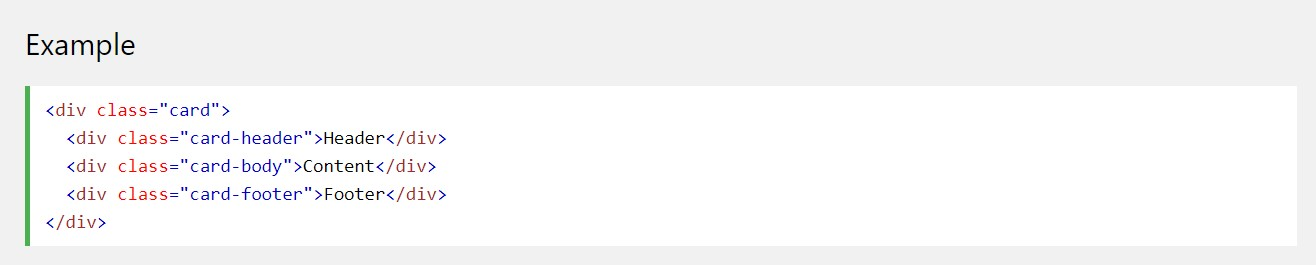 Example
<div class="card">
  <div class="card-header">Header</div>
  <div class="card-body">Content</div>
  <div class="card-footer">Footer</div>
</div>